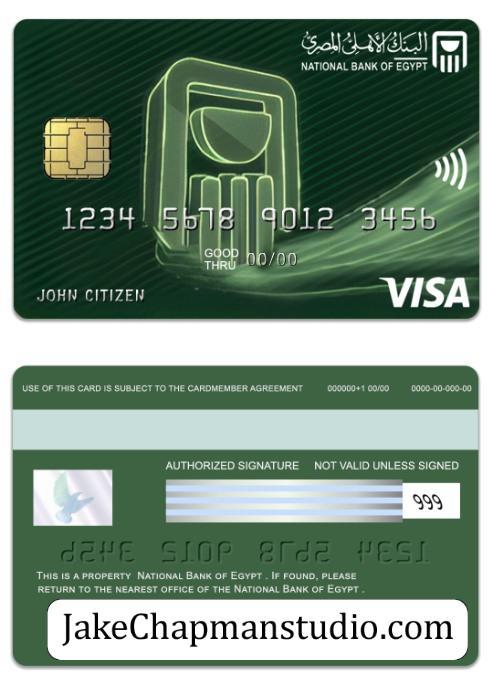 البنك الأهلي المصري
NATIONAL BANK OF EGYPT
1234 5678 9012 3456
GOOD
THRU 00/00
JOHN CITIZEN
VISA
USE OF THIS CARD IS SUBJECT TO THE CARDMEMBER AGREEMENT 000000+1 00/00 0000-00-000-00
AUTHORIZED SIGNATURE NOT VALID UNLESS SIGNED
999
THIS IS A PROPERTY NATIONAL BANK OF EGYPT . IF FOUND, PLEASE
RETURN TO THE NEAREST OFFICE OF THE NATIONAL BANK OF EGYPT .
JakeChapmanstudio.com